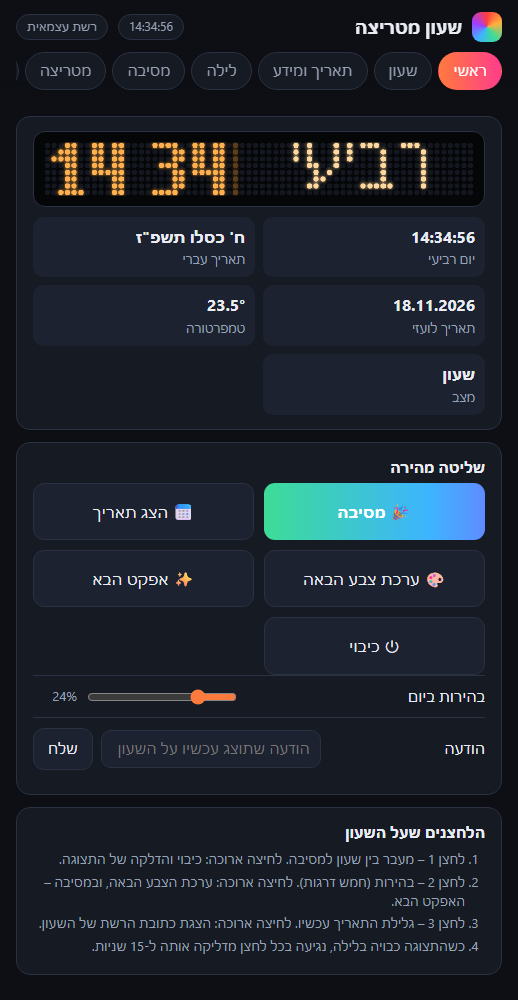 שעון מטריצה
14:34:56
רשת עצמאית
ראשי
שעון
תאריך ומידע
לילה
מסיבה
מטריצה
14 34 רביעי
14:34:56
יום רביעי
ח' כסלו תשפ״ז
תאריך עברי
18.11.2026
תאריך לועזי
23.5°
טמפרטורה
שעון
מצב
שליטה מהירה
🎉 מסיבה
🗓️ הצג תאריך
🎨 ערכת צבע הבאה
✨ אפקט הבא
⏻ כיבוי
בהירות ביום
24%
הודעה
הודעה שתוצג עכשיו על השעון
שלח
הלחצנים שעל השעון
1. לחצן 1 – מעבר בין שעון למסיבה. לחיצה ארוכה: כיבוי והדלקה של התצוגה.
2. לחצן 2 – בהירות (חמש דרגות). לחיצה ארוכה: ערכת הצבע הבאה, ובמסיבה –
האפקט הבא.
3. לחצן 3 – גלילת התאריך עכשיו. לחיצה ארוכה: הצגת כתובת הרשת של השעון.
4. כשהתצוגה כבויה בלילה, נגיעה בכל לחצן מדליקה אותה ל-15 שניות.